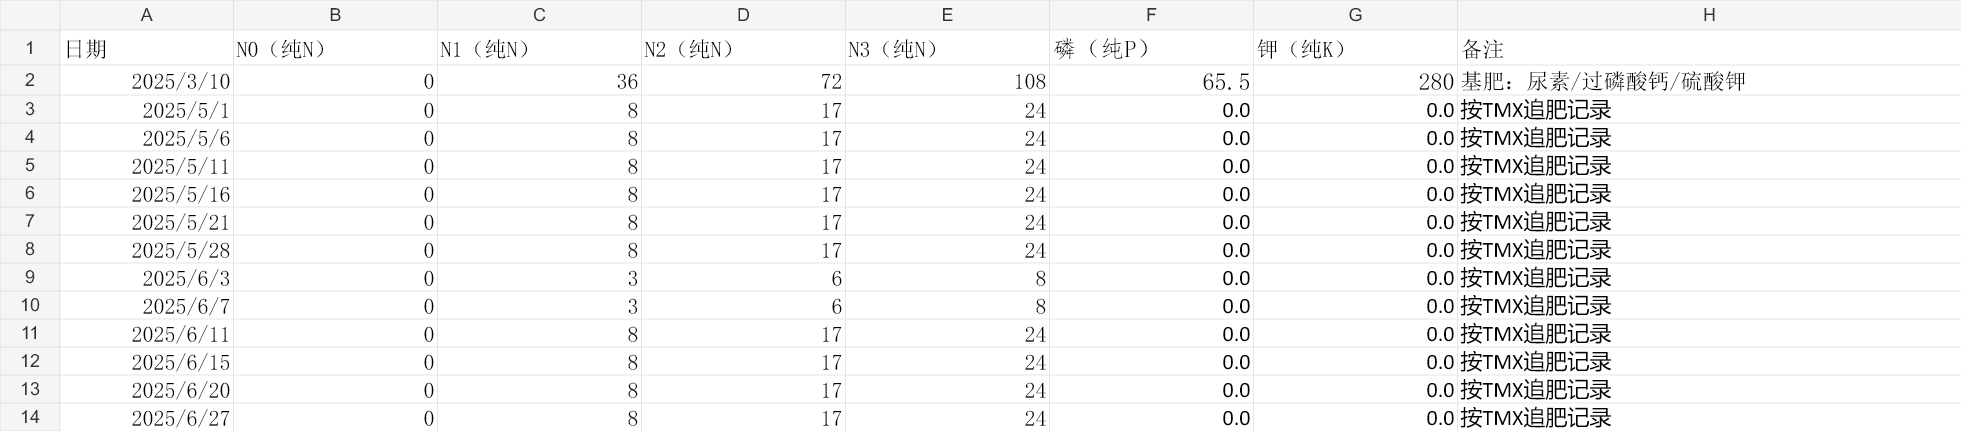 A B C D E F G H
1 日期 N0（纯N） N1（纯N） N2（纯N） N3（纯N） 磷（纯P） 钾（纯K） 备注
2 2025/3/10 0 36 72 108 65.5 280 基肥：尿素/过磷酸钙/硫酸钾
3 2025/5/1 0 8 17 24 0.0 0.0 按TMX追肥记录
4 2025/5/6 0 8 17 24 0.0 0.0 按TMX追肥记录
5 2025/5/11 0 8 17 24 0.0 0.0 按TMX追肥记录
6 2025/5/16 0 8 17 24 0.0 0.0 按TMX追肥记录
7 2025/5/21 0 8 17 24 0.0 0.0 按TMX追肥记录
8 2025/5/28 0 8 17 24 0.0 0.0 按TMX追肥记录
9 2025/6/3 0 3 6 8 0.0 0.0 按TMX追肥记录
10 2025/6/7 0 3 6 8 0.0 0.0 按TMX追肥记录
11 2025/6/11 0 8 17 24 0.0 0.0 按TMX追肥记录
12 2025/6/15 0 8 17 24 0.0 0.0 按TMX追肥记录
13 2025/6/20 0 8 17 24 0.0 0.0 按TMX追肥记录
14 2025/6/27 0 8 17 24 0.0 0.0 按TMX追肥记录